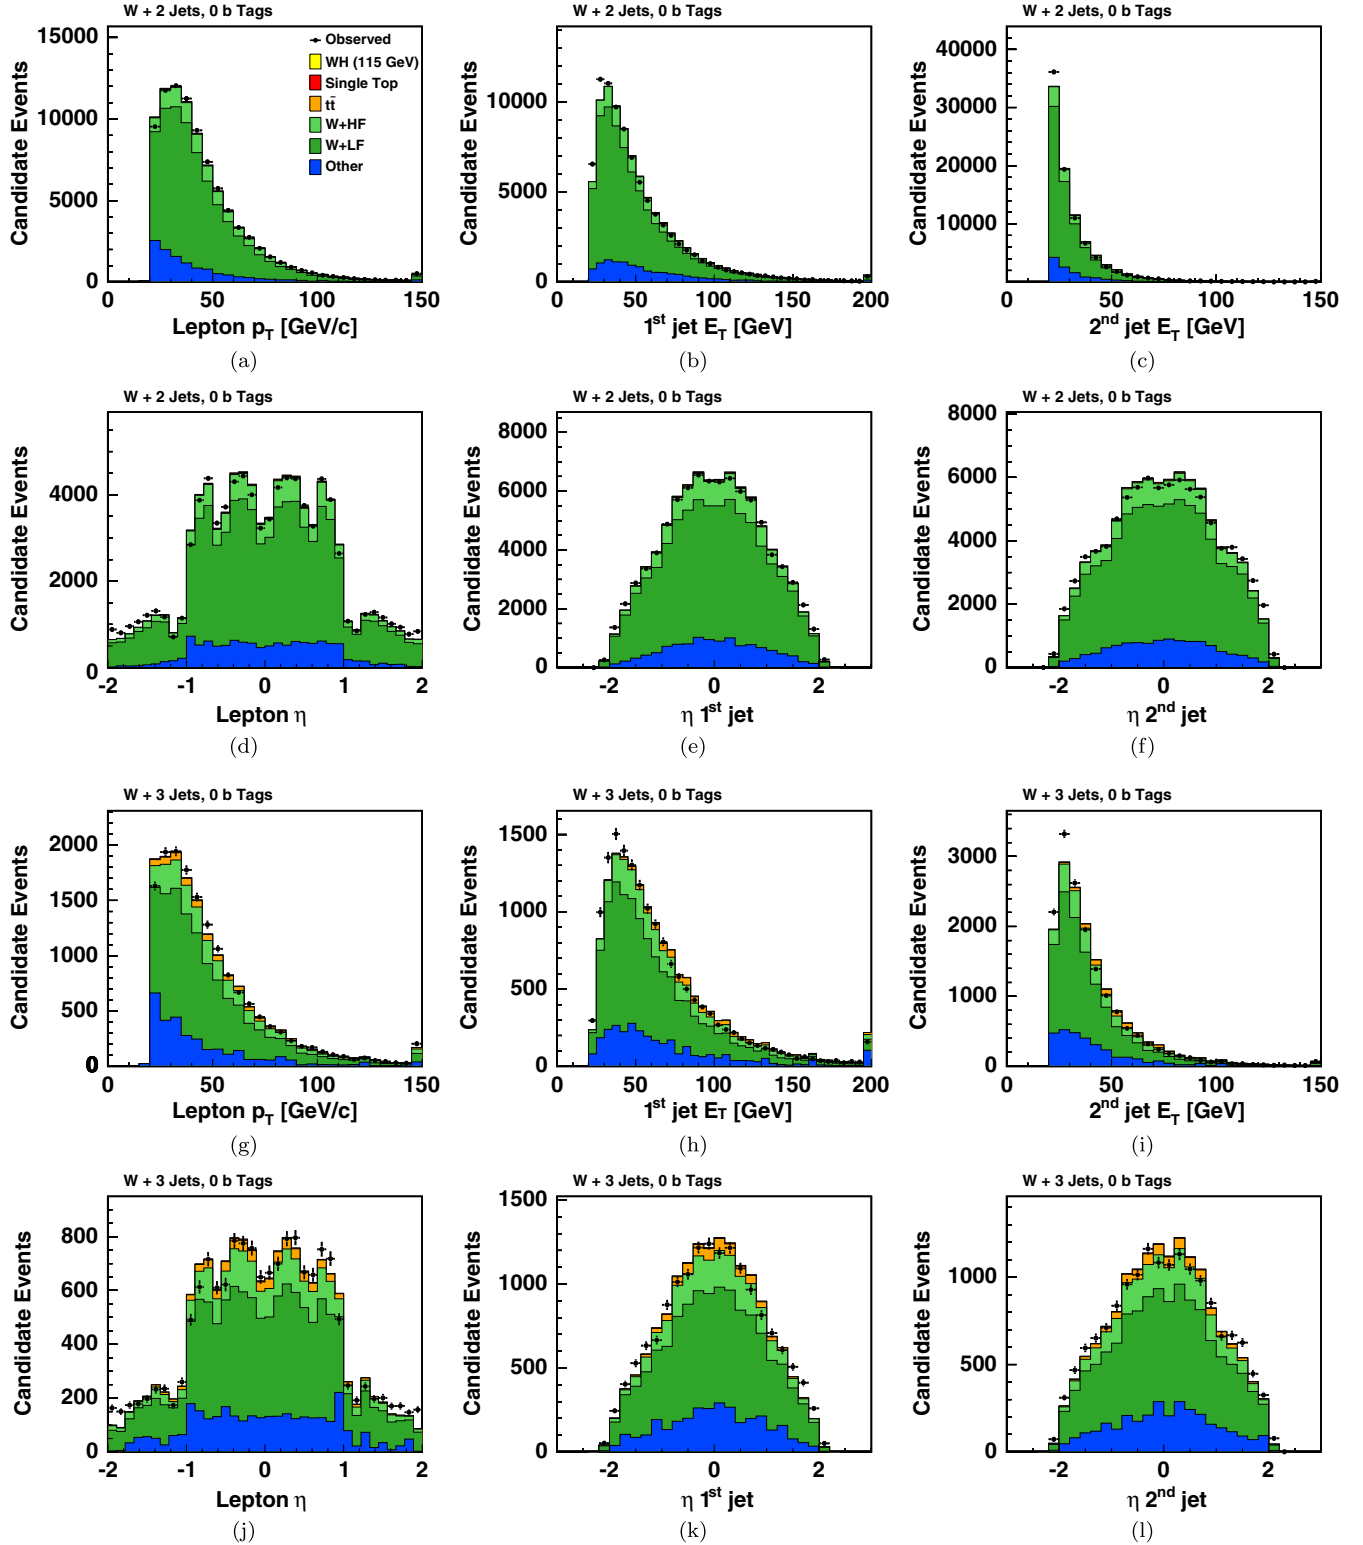 W + 2 Jets, 0 b Tags
Candidate Events
15000
10000
5000
0
0 50 100 150
Lepton pT [GeV/c]
Observed
WH (115 GeV)
Single Top
tt̄
W+HF
W+LF
Other
(a)
W + 2 Jets, 0 b Tags
Candidate Events
10000
5000
0
0 50 100 150 200
1st jet ET [GeV]
(b)
W + 2 Jets, 0 b Tags
Candidate Events
40000
30000
20000
10000
0 50 100 150
2nd jet ET [GeV]
(c)
W + 2 Jets, 0 b Tags
Candidate Events
4000
2000
0
-2 -1 0 1 2
Lepton η
(d)
W + 2 Jets, 0 b Tags
Candidate Events
8000
6000
4000
2000
0
-2 0 2
η 1st jet
(e)
W + 2 Jets, 0 b Tags
Candidate Events
8000
6000
4000
2000
0
-2 0 2
η 2nd jet
(f)
W + 3 Jets, 0 b Tags
Candidate Events
2000
1500
1000
500
0
0 50 100 150
Lepton pT [GeV/c]
(g)
W + 3 Jets, 0 b Tags
Candidate Events
1500
1000
500
0
0 50 100 150 200
1st jet ET [GeV]
(h)
W + 3 Jets, 0 b Tags
Candidate Events
3000
2000
1000
0
0 50 100 150
2nd jet ET [GeV]
(i)
W + 3 Jets, 0 b Tags
Candidate Events
800
600
400
200
0
-2 -1 0 1 2
Lepton η
(j)
W + 3 Jets, 0 b Tags
Candidate Events
1500
1000
500
0
-2 0 2
η 1st jet
(k)
W + 3 Jets, 0 b Tags
Candidate Events
1000
500
0
-2 0 2
η 2nd jet
(l)